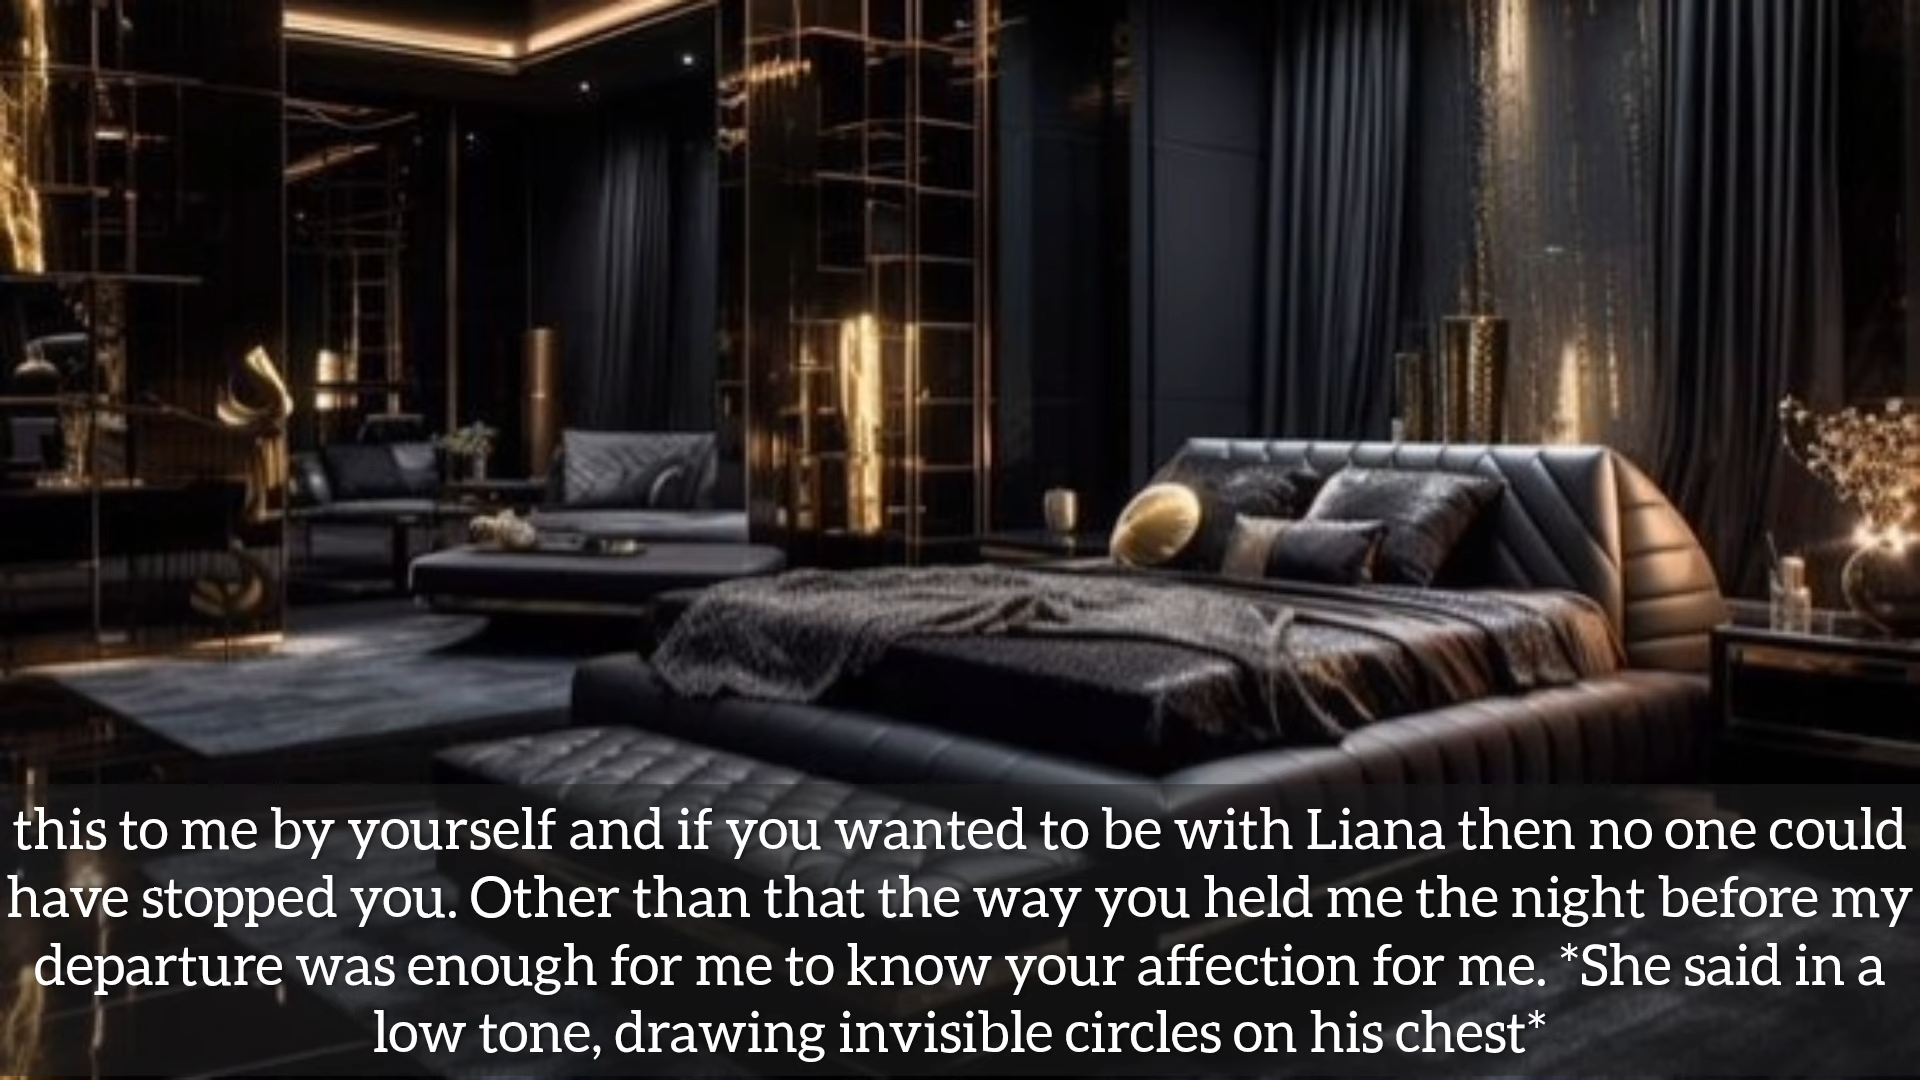 this to me by yourself and if you wanted to be with Liana then no one could
have stopped you. Other than that the way you held me the night before my
departure was enough for me to know your affection for me. *She said in a
low tone, drawing invisible circles on his chest*